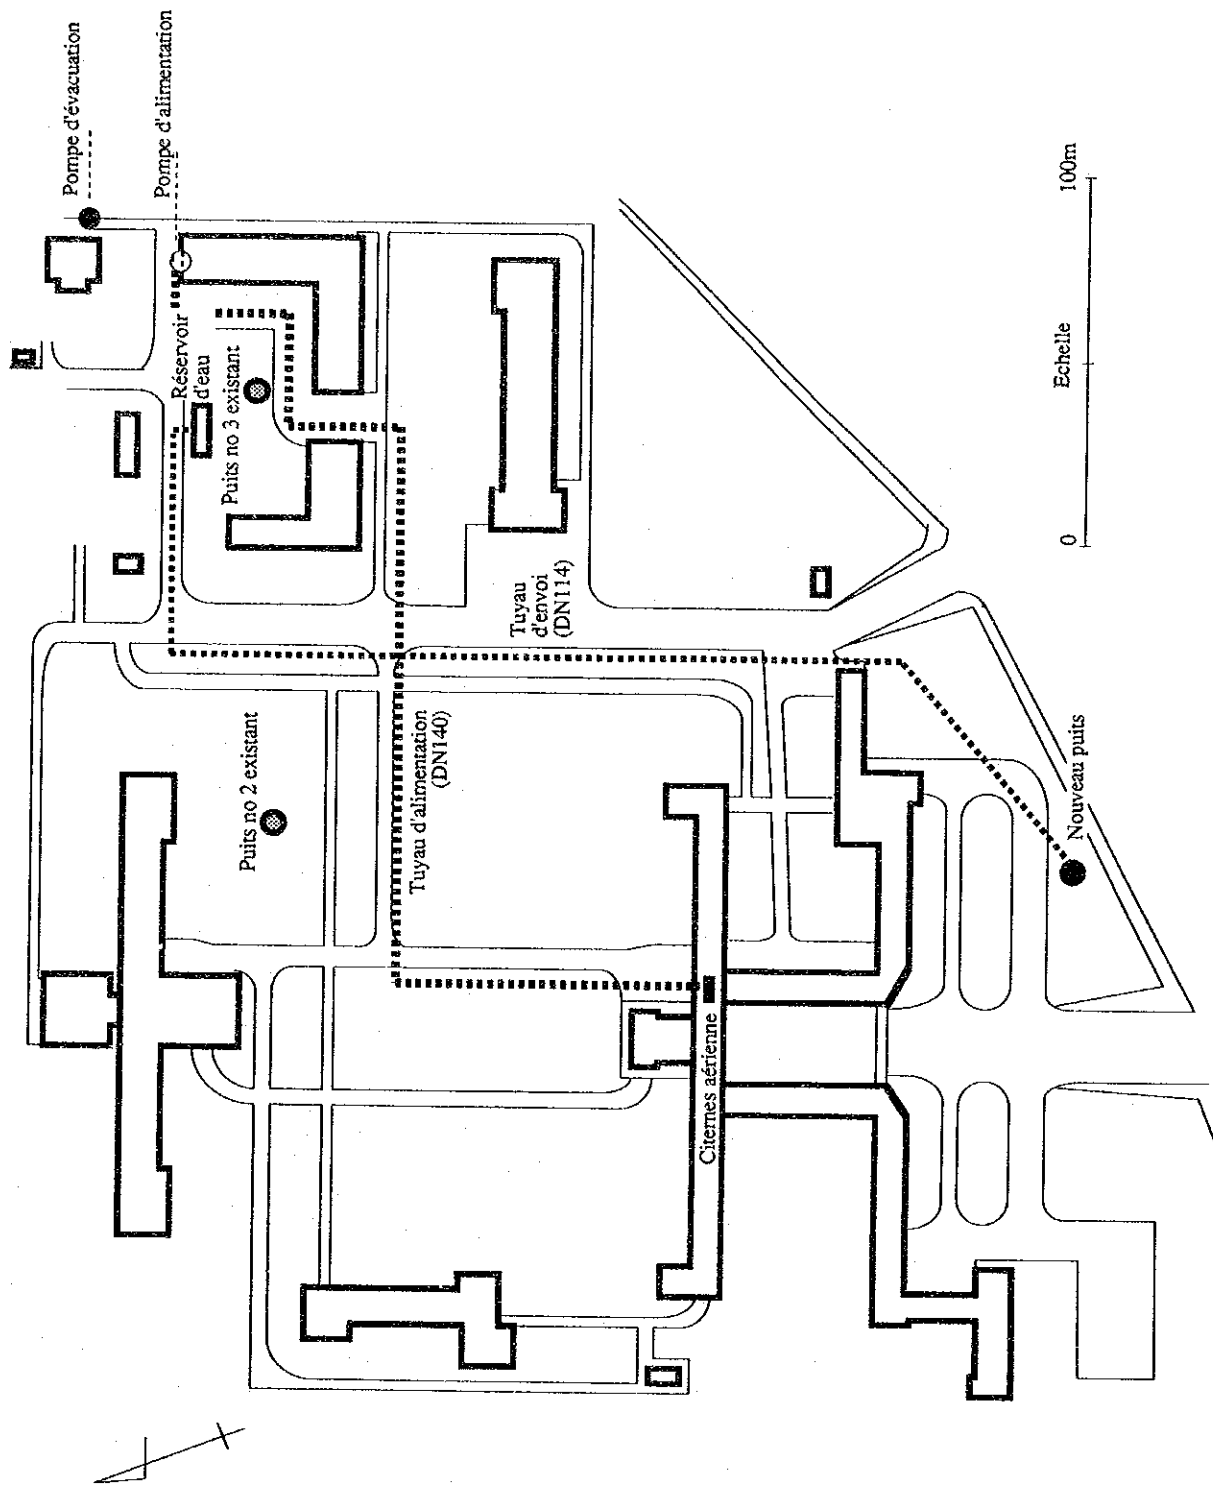 Pompe d'évacuation
Pompe d'alimentation
Réservoir
d'eau
Puits no 3 existant
Tuyau
d'envoi
(DN114)
Puits no 2 existant
Tuyau d'alimentation
(DN140)
Nouveau puits
Citernes aérienne
0
Echelle
100m